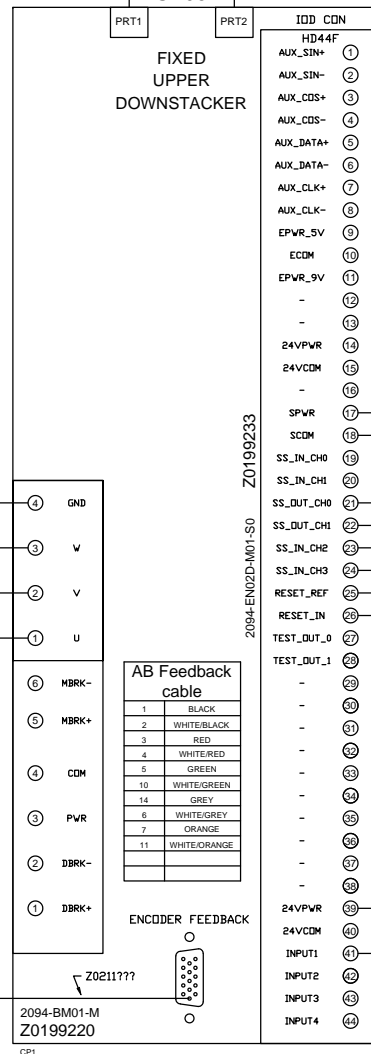 PRT1
PRT2
FIXED
UPPER
DOWNSTACKER
IOD CON
HD44F
AUX_SIN+ 1
AUX_SIN- 2
AUX_COS+ 3
AUX_COS- 4
AUX_DATA+ 5
AUX_DATA- 6
AUX_CLK+ 7
AUX_CLK- 8
EPWR_5V 9
ECOM 10
EPWR_9V 11
- 12
- 13
24VPWR 14
24VCOM 15
- 16
SPWR 17
SCOM 18
SS_IN_CH0 19
SS_IN_CH1 20
SS_OUT_CH0 21
SS_OUT_CH1 22
SS_IN_CH2 23
SS_IN_CH3 24
RESET_REF 25
RESET_IN 26
TEST_OUT_0 27
TEST_OUT_1 28
- 29
- 30
- 31
- 32
- 33
- 34
- 35
- 36
- 37
- 38
24VPWR 39
24VCOM 40
INPUT1 41
INPUT2 42
INPUT3 43
INPUT4 44
Z0199233
2094-EN02D-M01-S0
4 GND
3 W
2 V
1 U
6 MBRK-
5 MBRK+
4 COM
3 PWR
2 DBRK-
1 DBRK+
AB Feedback
cable
1 BLACK
2 WHITE/BLACK
3 RED
4 WHITE/RED
5 GREEN
10 WHITE/GREEN
14 GREY
6 WHITE/GREY
7 ORANGE
11 WHITE/ORANGE
ENCODER FEEDBACK
Z0211???
2094-BM01-M
Z0199220
CP1